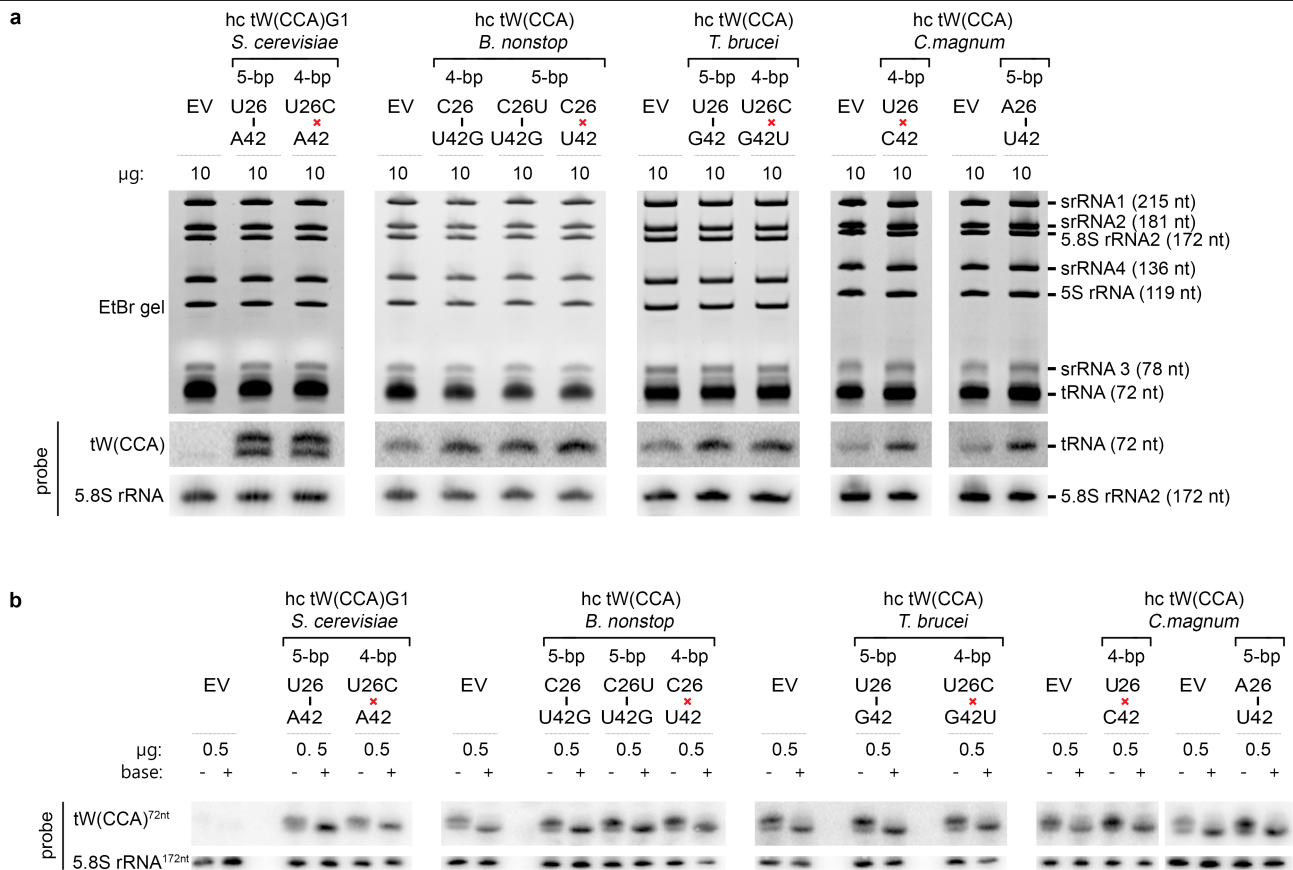 a
hc tW(CCA)G1 hc tW(CCA) hc tW(CCA) hc tW(CCA)
S. cerevisiae B. nonstop T. brucei C.magnum
5-bp 4-bp 4-bp 5-bp 5-bp 4-bp 4-bp 5-bp
EV U26 U26C EV C26 C26U C26 EV U26 U26C EV U26 EV A26
A42 A42 U42G U42G U42 G42 G42U C42 U42
µg: 10 10 10 10 10 10 10 10 10 10 10 10 10 10
srRNA1 (215 nt)
srRNA2 (181 nt)
5.8S rRNA2 (172 nt)
srRNA4 (136 nt)
5S rRNA (119 nt)
EtBr gel
srRNA 3 (78 nt)
tRNA (72 nt)
probe
tW(CCA) tRNA (72 nt)
5.8S rRNA 5.8S rRNA2 (172 nt)
b
hc tW(CCA)G1 hc tW(CCA) hc tW(CCA) hc tW(CCA)
S. cerevisiae B. nonstop T. brucei C.magnum
5-bp 4-bp 5-bp 5-bp 4-bp 5-bp 4-bp 4-bp 5-bp
EV U26 U26C EV C26 C26U C26 EV U26 U26C EV U26 EV A26
A42 A42 U42G U42G U42 G42 G42U C42 U42
µg: 0.5 0. 5 0.5 0.5 0.5 0.5 0.5 0.5 0.5 0.5 0.5 0.5 0.5 0.5
base: - + - + - + - + - + - + - + - + - + - + - + - + - + - +
probe
tW(CCA)72nt
5.8S rRNA172nt